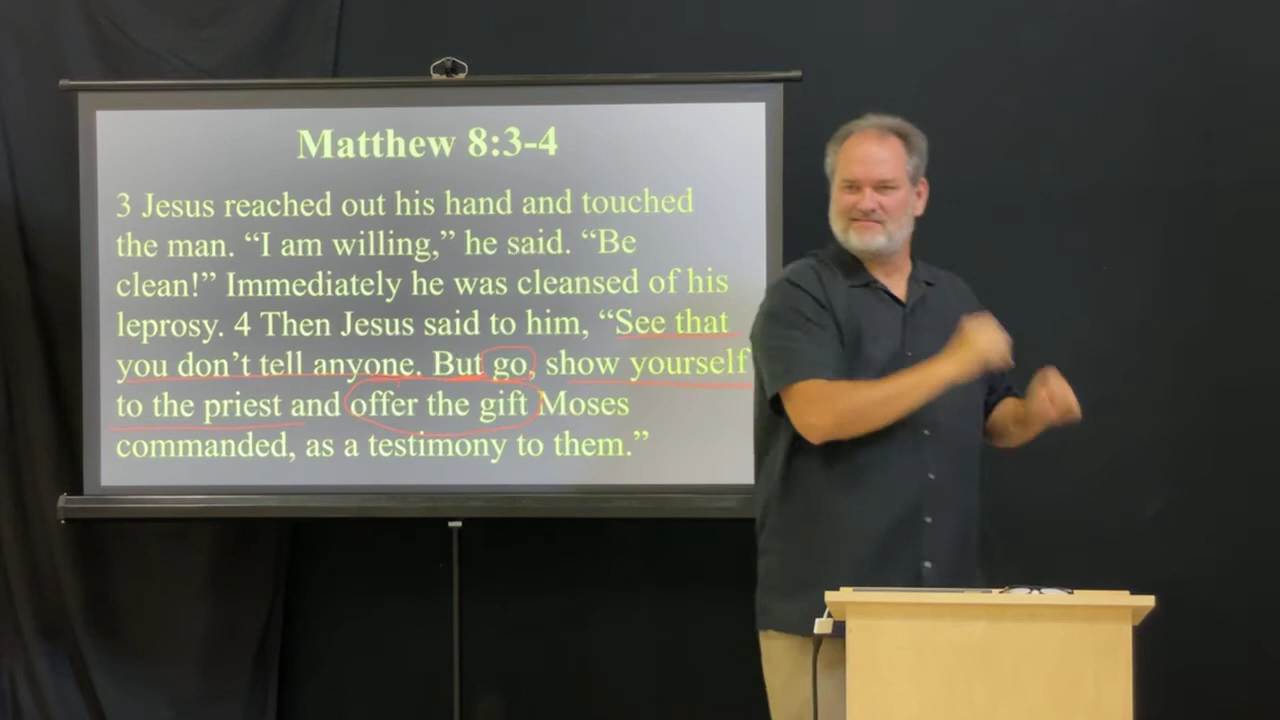 Matthew 8:3-4
3 Jesus reached out his hand and touched
the man. “I am willing,” he said. “Be
clean!” Immediately he was cleansed of his
leprosy. 4 Then Jesus said to him, “See that
you don’t tell anyone. But go, show yourself
to the priest and offer the gift Moses
commanded, as a testimony to them.”